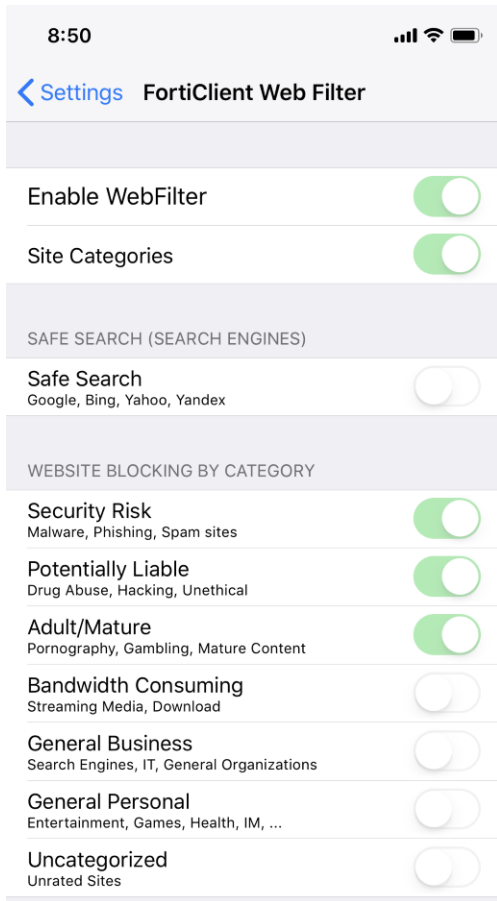 8:50
Settings FortiClient Web Filter
Enable WebFilter
Site Categories
SAFE SEARCH (SEARCH ENGINES)
Safe Search
Google, Bing, Yahoo, Yandex
WEBSITE BLOCKING BY CATEGORY
Security Risk
Malware, Phishing, Spam sites
Potentially Liable
Drug Abuse, Hacking, Unethical
Adult/Mature
Pornography, Gambling, Mature Content
Bandwidth Consuming
Streaming Media, Download
General Business
Search Engines, IT, General Organizations
General Personal
Entertainment, Games, Health, IM, ...
Uncategorized
Unrated Sites